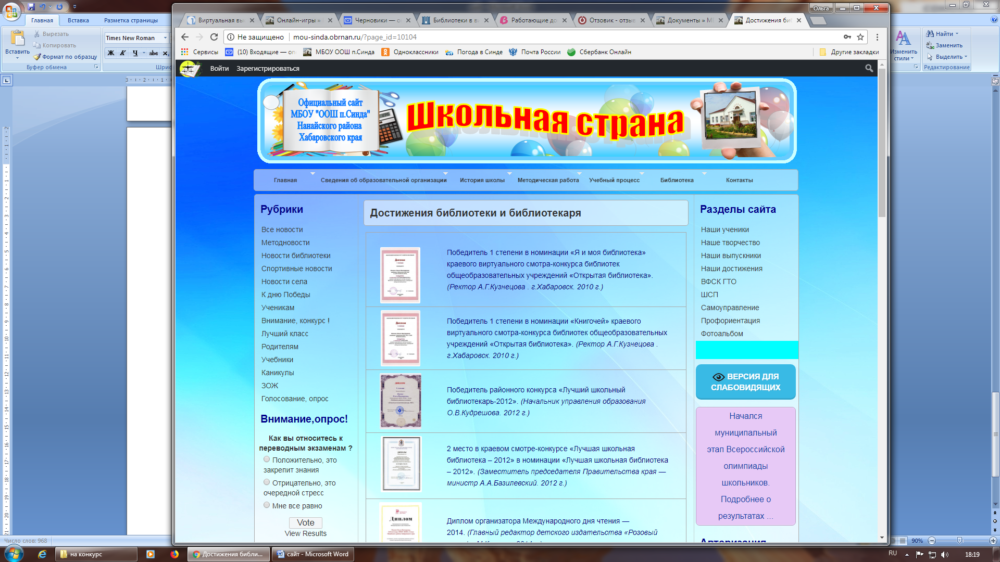 Главная
Вставка
Разметка страницы
Вырезать
Копировать
Формат по образцу
Вставить
Буфер обмена
Times New Roman
Ж К Ч abc
Шриф
Ольга
Онлайн-игры »
Черновики —
Библиотеки в
Работающие до
Отзовик - отзыв
Документы »
Достижения
Не защищено
mou-sinda.obrnan.ru/?page_id=10104
Сервисы
(10) Входящие —
МБОУ ООШ п.Синда
Одноклассники
Погода в Синде
Почта России
Сбербанк Онлайн
Другие закладки
Найти
Заменить
Выделить
Изменить
стили
Редактирование
Войти
Зарегистрироваться
Официальный сайт
МБОУ "ООШ п.Синда"
Нанайского района
Хабаровского края
Школьная страна
Главная
Сведения об образовательной организации
История школы
Методическая работа
Учебный процесс
Библиотека
Контакты
Рубрики
Все новости
Методновости
Новости библиотеки
Спортивные новости
Новости села
К дню Победы
Ученикам
Внимание, конкурс !
Лучший класс
Родителям
Учебники
Каникулы
ЗОЖ
Голосование, опрос
Внимание,опрос!
Как вы относитесь к
переводным экзаменам ?
Положительно, это
закрепит знания
Отрицательно, это
очередной стресс
Мне все равно
Vote
View Results
Достижения библиотеки и библиотекаря
Победитель 1 степени в номинации «Я и моя библиотека»
краевого виртуального смотра-конкурса библиотек
общеобразовательных учреждений «Открытая библиотека».
(Ректор А.Г.Кузнецова . г.Хабаровск. 2010 г.)
Победитель 1 степени в номинации «Книгочей» краевого
виртуального смотра-конкурса библиотек общеобразовательных
учреждений «Открытая библиотека». (Ректор А.Г.Кузнецова .
г.Хабаровск. 2010 г.)
Победитель районного конкурса «Лучший школьный
библиотекарь-2012». (Начальник управления образования
О.В.Кудрешова. 2012 г.)
2 место в краевом смотре-конкурсе «Лучшая школьная
библиотека – 2012» в номинации «Лучшая школьная библиотека
– 2012». (Заместитель председателя Правительства края —
министр А.А.Базилевский. 2012 г.)
Диплом
Диплом организатора Международного дня чтения —
2014. (Главный редактор детского издательства «Розовый
Разделы сайта
Наши ученики
Наше творчество
Наши выпускники
Наши достижения
ВФСК ГТО
ШСП
Самоуправление
Профориентация
Фотоальбом
ВЕРСИЯ ДЛЯ
СЛАБОВИДЯЩИХ
Начался
муниципальный
этап Всероссийской
олимпиады
школьников.
Подробнее о
результатах ...
Авторизация
Число слов: 968
90%
на конкурс
Достижения библи...
сайт - Microsoft Word
RU
18:19